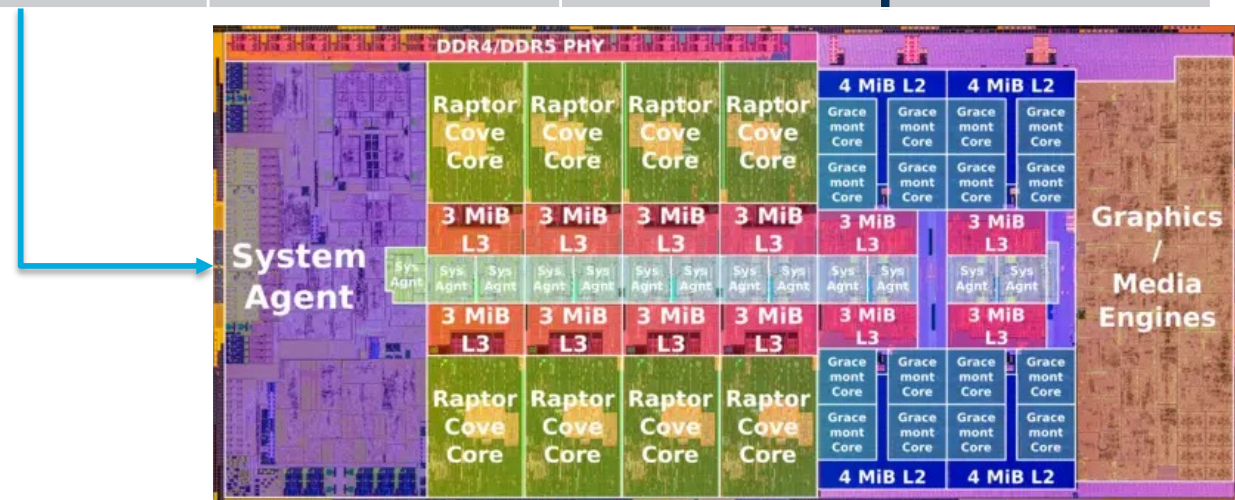 DDR4/DDR5 PHY
4 MiB L2 4 MiB L2
Raptor Raptor Raptor Raptor
Cove Cove Cove Cove
Core Core Core Core
Grace Grace Grace Grace
mont mont mont mont
Core Core Core Core
Grace Grace Grace Grace
mont mont mont mont
Core Core Core Core
3 MiB 3 MiB 3 MiB 3 MiB 3 MiB 3 MiB
L3 L3 L3 L3 L3 L3
System
Agent
Sys Sys Sys Sys Sys Sys Sys Sys Sys Sys Sys Sys Sys
Agnt Agnt Agnt Agnt Agnt Agnt Agnt Agnt Agnt Agnt Agnt Agnt Agnt
Graphics
/
Media
Engines
3 MiB 3 MiB 3 MiB 3 MiB 3 MiB 3 MiB
L3 L3 L3 L3 L3 L3
Raptor Raptor Raptor Raptor
Cove Cove Cove Cove
Core Core Core Core
Grace Grace Grace Grace
mont mont mont mont
Core Core Core Core
Grace Grace Grace Grace
mont mont mont mont
Core Core Core Core
4 MiB L2 4 MiB L2